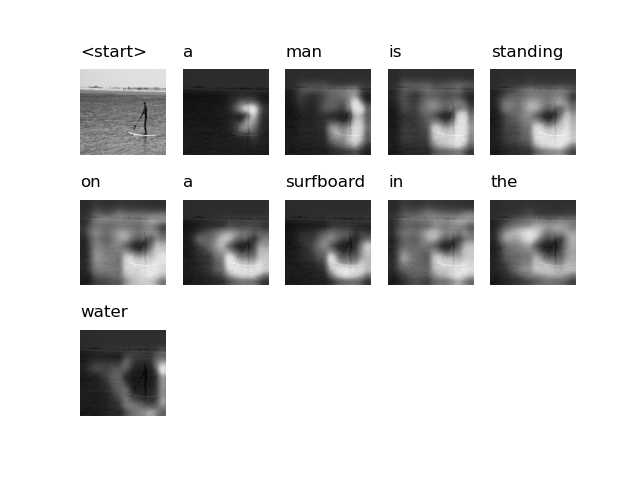 <start> a man is standing
on a surfboard in the
water